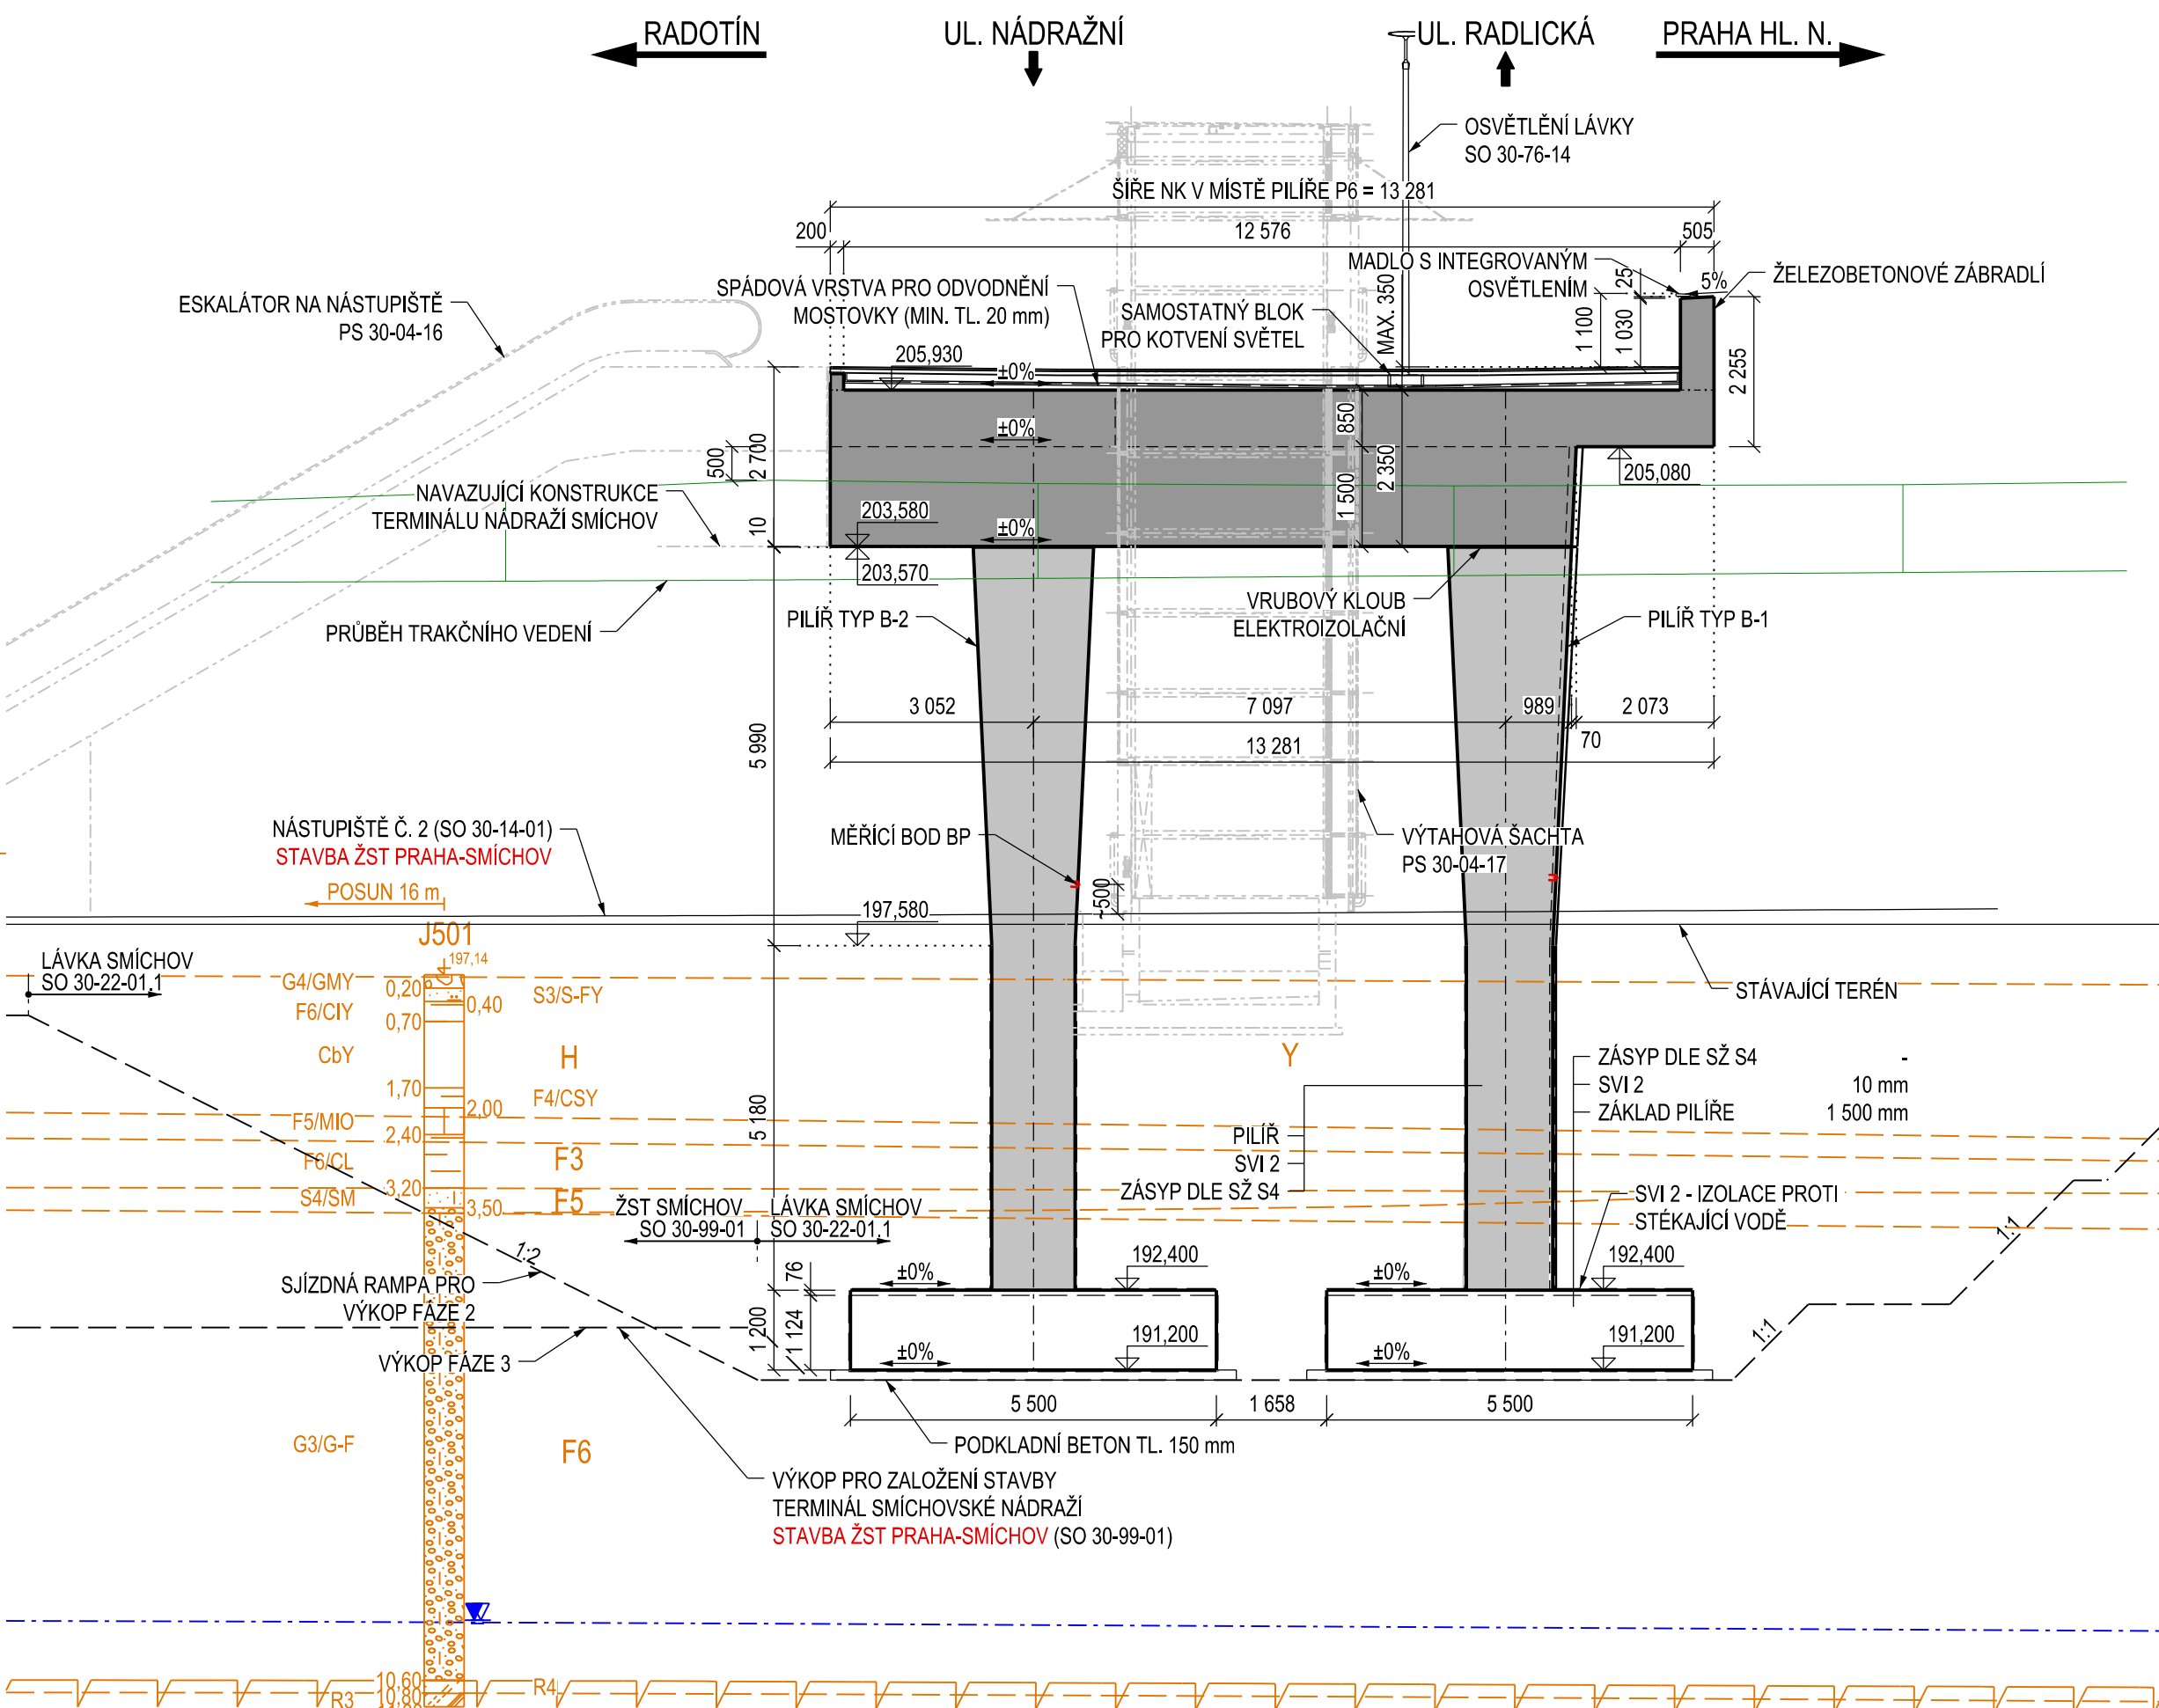 RADOTÍN
UL. NÁDRAŽNÍ
UL. RADLICKÁ
PRAHA HL. N.
OSVĚTLENÍ LÁVKY
SO 30-76-14
ŠÍŘE NK V MÍSTĚ PILÍŘE P6 = 13 281
200
12 576
505
MADLO S INTEGROVANÝM
OSVĚTLENÍM
25
5%
ŽELEZOBETONOVÉ ZÁBRADLÍ
ESKALÁTOR NA NÁSTUPIŠTĚ
PS 30-04-16
SPÁDOVÁ VRSTVA PRO ODVODNĚNÍ
MOSTOVKY (MIN. TL. 20 mm)
SAMOSTATNÝ BLOK
PRO KOTVENÍ SVĚTEL
MAX. 350
1 100
1 030
2 255
205,930
±0%
±0%
850
2 700
500
2 350
1 500
205,080
NAVAZUJÍCÍ KONSTRUKCE
TERMINÁLU NÁDRAŽÍ SMÍCHOV
10
203,580
±0%
203,570
PRŮBĚH TRAKČNÍHO VEDENÍ
PILÍŘ TYP B-2
VRUBOVÝ KLOUB
ELEKTROIZOLAČNÍ
PILÍŘ TYP B-1
3 052
7 097
989
2 073
70
13 281
5 990
NÁSTUPIŠTĚ Č. 2 (SO 30-14-01)
STAVBA ŽST PRAHA-SMÍCHOV
MĚŘÍCÍ BOD BP
VÝTAHOVÁ ŠACHTA
PS 30-04-17
POSUN 16 m
~500
197,580
J501
197,14
LÁVKA SMÍCHOV
SO 30-22-01.1
G4/GMY
0,20
0,40
S3/S-FY
F6/CIY
0,70
STÁVAJÍCÍ TERÉN
CbY
H
Y
1,70
F4/CSY
2,00
F5/MIO
2,40
ZÁSYP DLE SŽ S4 -
SVI 2 10 mm
ZÁKLAD PILÍŘE 1 500 mm
5 180
F6/CL
F3
PILÍŘ
SVI 2
ZÁSYP DLE SŽ S4
S4/SM
3,20
3,50
F5
ŽST SMÍCHOV
SO 30-99-01
LÁVKA SMÍCHOV
SO 30-22-01.1
SVI 2 - IZOLACE PROTI
STÉKAJÍCÍ VODĚ
1:1
1:2
SJÍZDNÁ RAMPA PRO
VÝKOP FÁZE 2
76
±0%
192,400
±0%
192,400
1 200
1 124
±0%
191,200
±0%
191,200
1:1
VÝKOP FÁZE 3
5 500
1 658
5 500
PODKLADNÍ BETON TL. 150 mm
G3/G-F
F6
VÝKOP PRO ZALOŽENÍ STAVBY
TERMINÁL SMÍCHOVSKÉ NÁDRAŽÍ
STAVBA ŽST PRAHA-SMÍCHOV (SO 30-99-01)
10,60
R4
R3
10,80